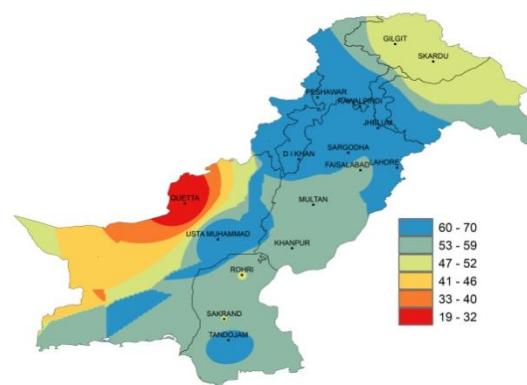 GILGIT
SKARDU
PESHAWAR
RAWALPINDI
JHELUM
SARGODHA
D I KHAN
FAISALABAD
LAHORE
QUETTA
MULTAN
USTA MUHAMMAD
KHANPUR
ROHRI
SAKRAND
TANDOJAM
60 - 70
53 - 59
47 - 52
41 - 46
33 - 40
19 - 32